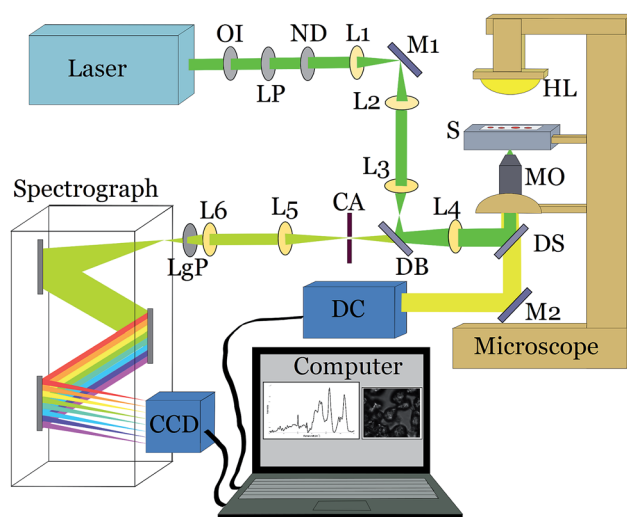 OI
ND
L1
M1
Laser
LP
L2
HL
S
L3
MO
Spectrograph
CA
L6
L5
L4
LgP
DB
DS
DC
M2
Computer
Microscope
CCD